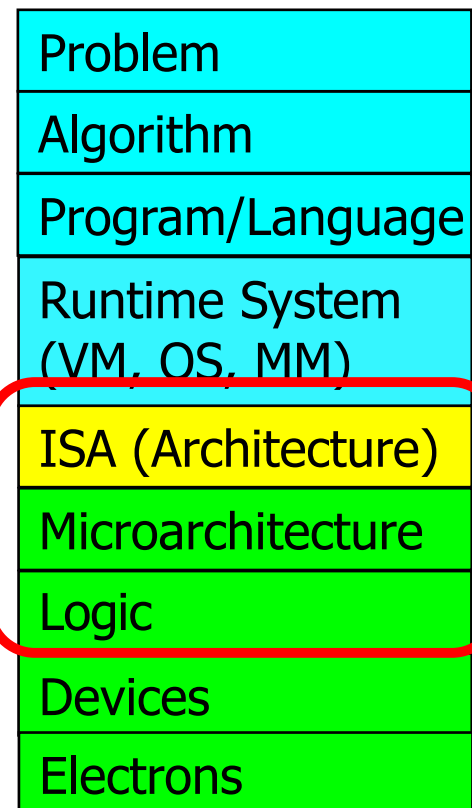 Problem
Algorithm
Program/Language
Runtime System
(VM, OS, MM)
ISA (Architecture)
Microarchitecture
Logic
Devices
Electrons